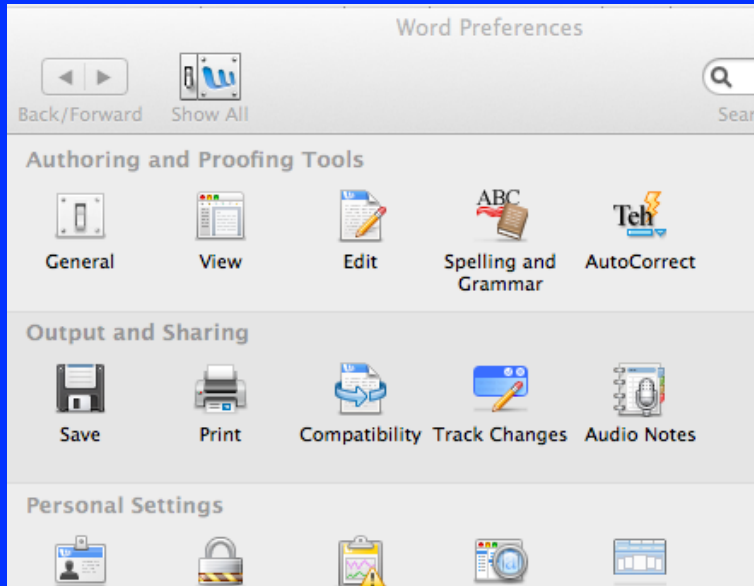 Word Preferences
Back/Forward Show All Sear
Authoring and Proofing Tools
ABC Teh
General View Edit Spelling and Grammar AutoCorrect
Output and Sharing
Save Print Compatibility Track Changes Audio Notes
Personal Settings